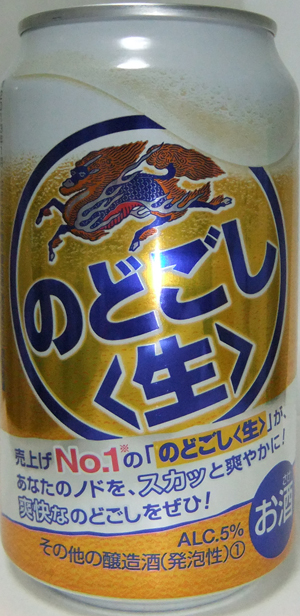 のどごし
〈生〉
売上げNo.1※の「のどごし〈生〉」が、
あなたのノドを、スカッと爽やかに!
爽快なのどごしをぜひ!
お酒
ALC.5%
その他の醸造酒(発泡性)①